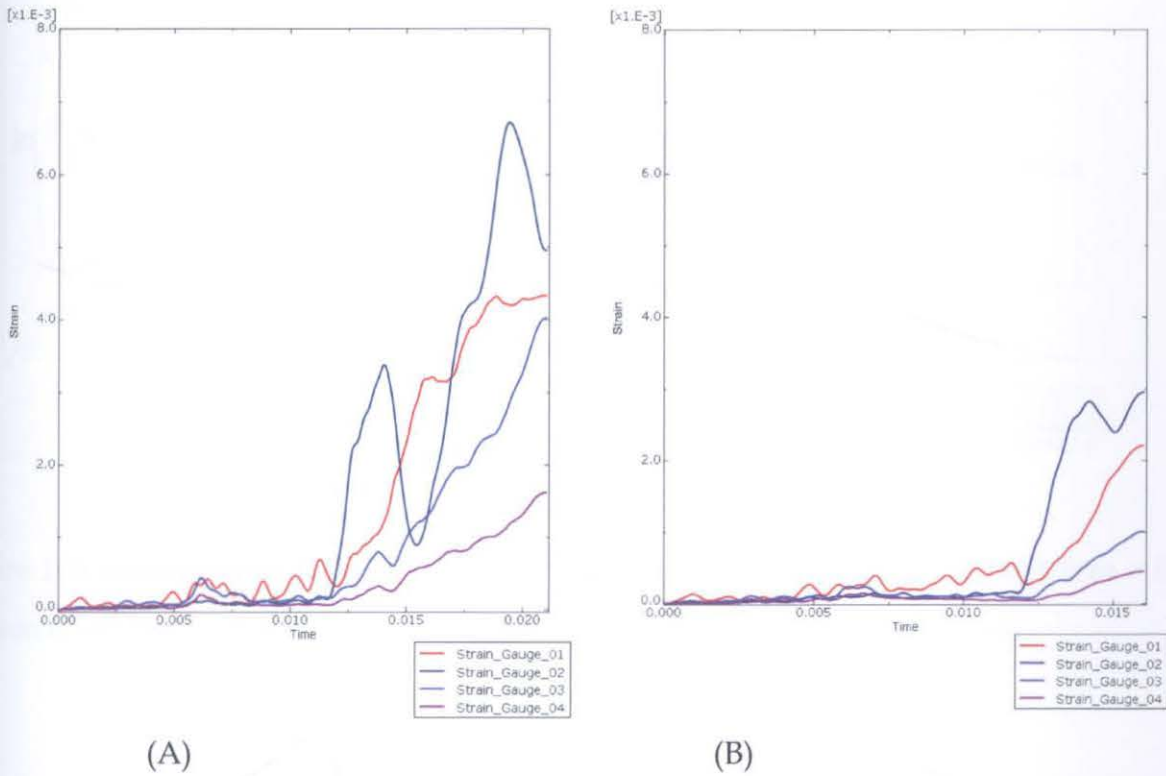 [x1.E-3]
8.0
6.0
4.0
2.0
0.0
Strain
0.000
0.005
0.010
0.015
0.020
Time
Strain_Gauge_01
Strain_Gauge_02
Strain_Gauge_03
Strain_Gauge_04
(A)
[x1.E-3]
8.0
6.0
4.0
2.0
0.0
Strain
0.000
0.005
0.010
0.015
Time
Strain_Gauge_01
Strain_Gauge_02
Strain_Gauge_03
Strain_Gauge_04
(B)